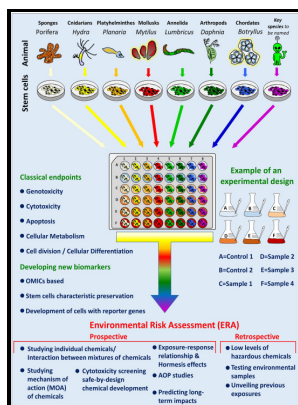 Sponges Cnidarians Platyhelminthes Mollusks Annelida Arthropods Chordates Key species to be named
Porifera Hydra Planaria Mytilus Lumbricus Daphnia Botryllus
Animal
Stem cells
Classical endpoints
Genotoxicity
Cytotoxicity
Apoptosis
Cellular Metabolism
Cell division / Cellular Differentiation
Developing new biomarkers
OMICs based
Stem cells characteristic preservation
Development of cells with reporter genes
Example of an experimental design
A B C
D E F
A=Control 1 D=Sample 2
B=Control 2 E=Sample 3
C=Sample 1 F=Sample 4
Environmental Risk Assessment (ERA)
Prospective
Studying individual chemicals/
Interaction between mixtures of chemicals
Studying mechanism of action (MOA) of chemicals
Cytotoxicity screening safe-by-design chemical development
Exposure-response relationship & Hormesis effects
AOP studies
Predicting long-term impacts
Retrospective
Low levels of hazardous chemicals
Testing environmental samples
Unveiling previous exposures